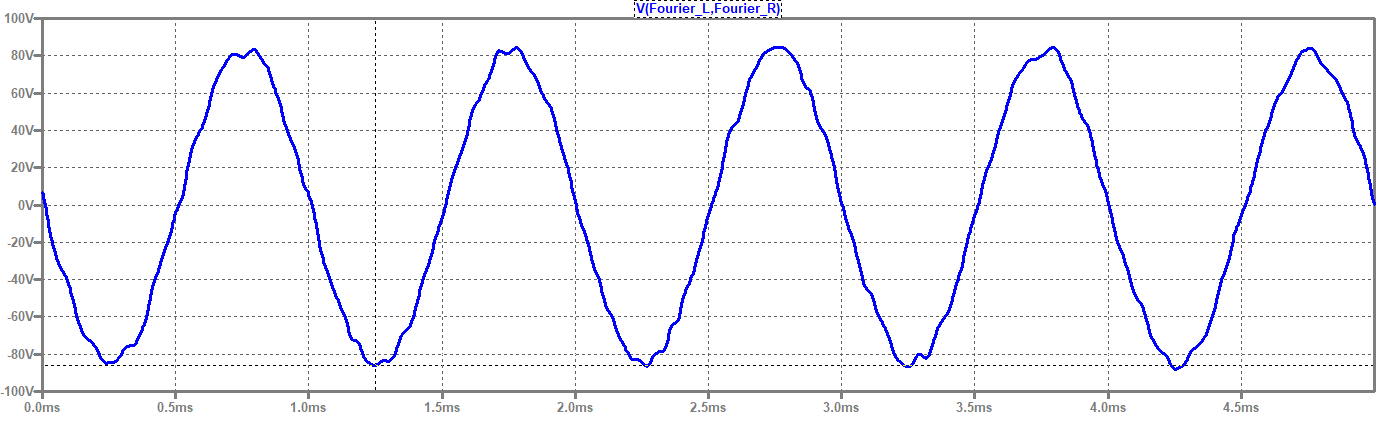 V(Fourier_L,Fourier_R)
100V
80V
60V
40V
20V
0V
-20V
-40V
-60V
-80V
-100V
0.0ms 0.5ms 1.0ms 1.5ms 2.0ms 2.5ms 3.0ms 3.5ms 4.0ms 4.5ms